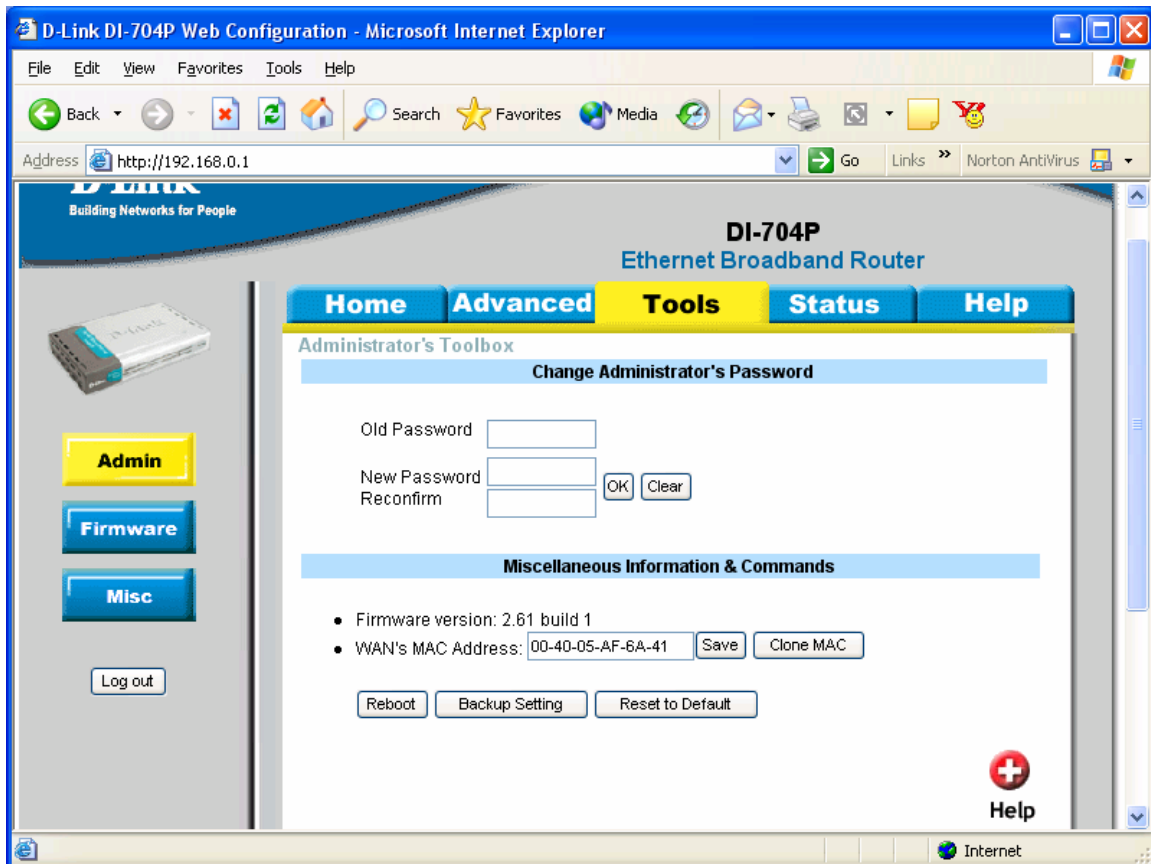 D-Link DI-704P Web Configuration - Microsoft Internet Explorer
File Edit View Favorites Tools Help
Back Search Favorites Media
Address http://192.168.0.1 Go Links » Norton AntiVirus
D-Link
Building Networks for People
DI-704P
Ethernet Broadband Router
Home Advanced Tools Status Help
D-Link
Administrator's Toolbox
Change Administrator's Password
Old Password
Admin
New Password
OK Clear
Reconfirm
Firmware
Miscellaneous Information & Commands
Misc
Firmware version: 2.61 build 1
WAN's MAC Address: 00-40-05-AF-6A-41 Save Clone MAC
Log out
Reboot Backup Setting Reset to Default
Help
Internet